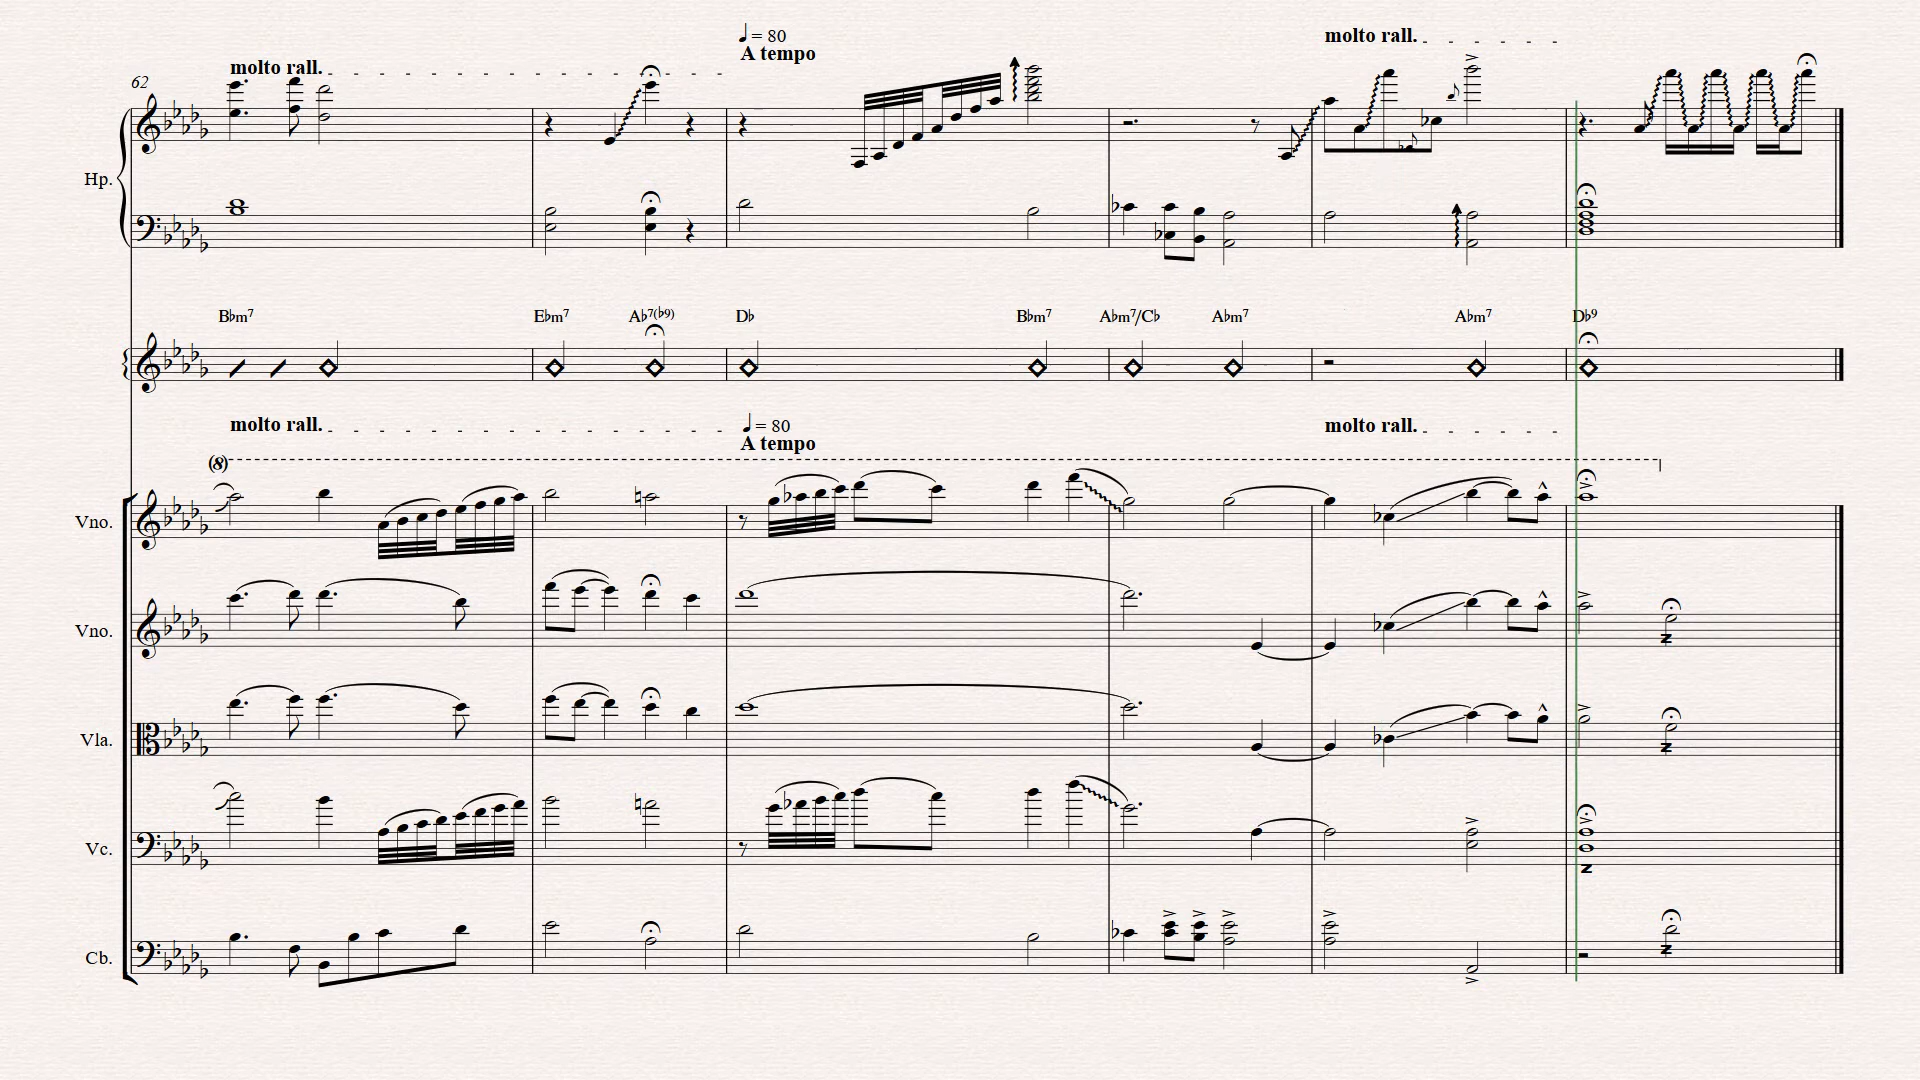 ♩ = 80
A tempo
molto rall.
molto rall.
62
Hp.
B♭m7 E♭m7 A♭7(♭9) D♭ B♭m7 A♭m7/C♭ A♭m7 A♭m7 D♭9
molto rall.
♩ = 80
A tempo
molto rall.
(8)
Vno.
Vno.
Vla.
Vc.
Cb.